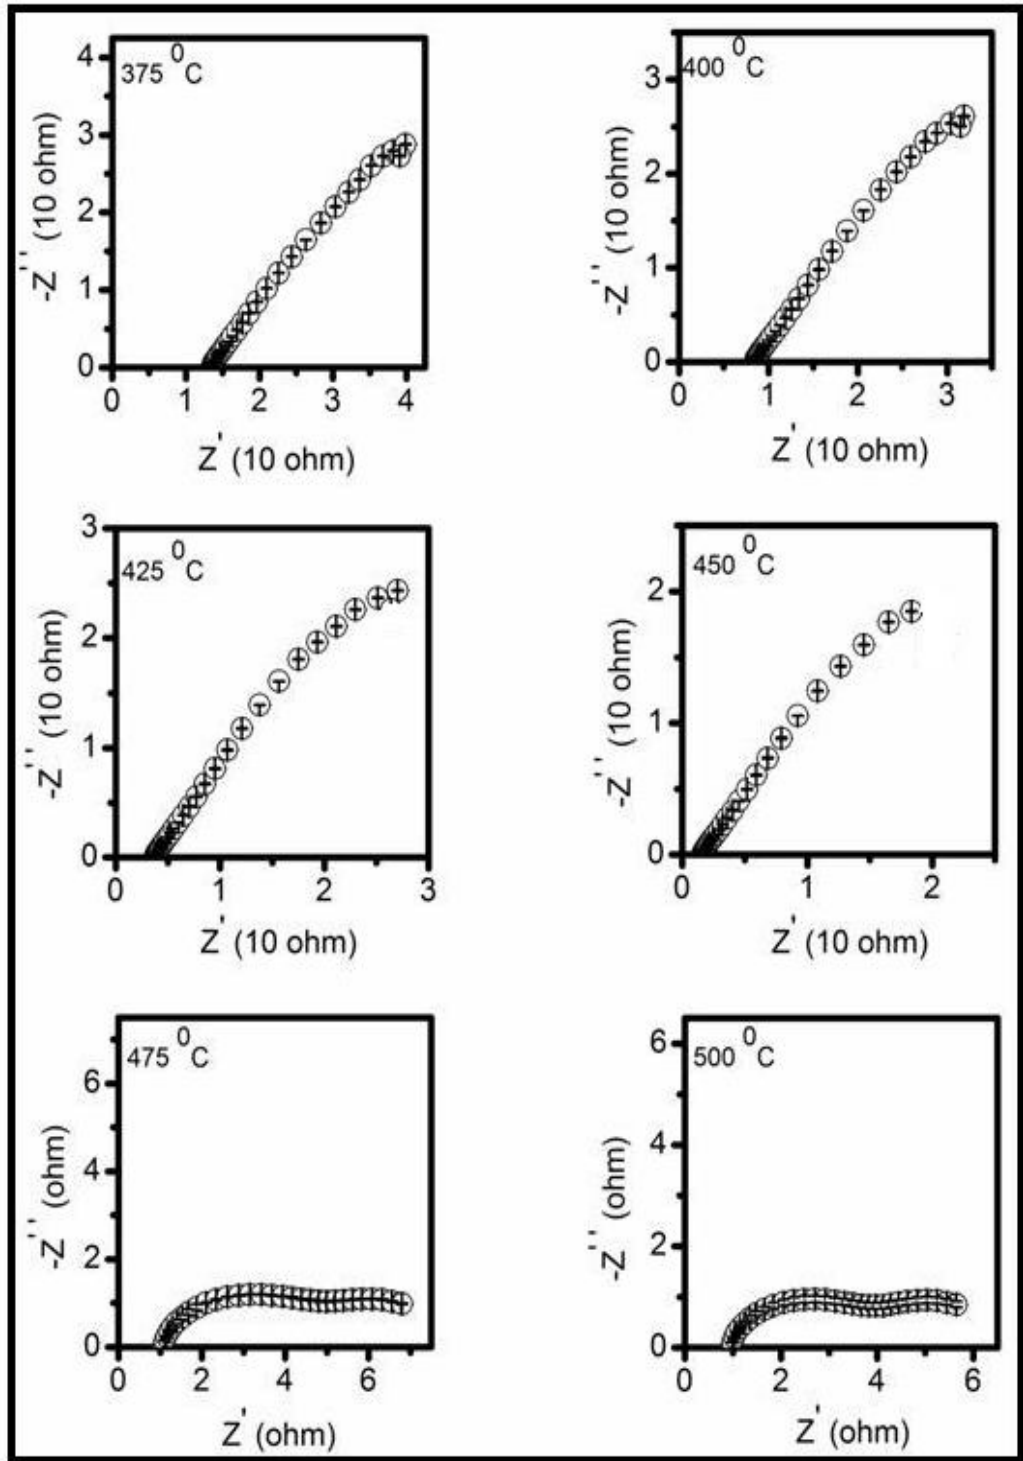 375 ⁰C
-Z'' (10 ohm)
4
3
2
1
0
0 1 2 3 4
Z' (10 ohm)
400 ⁰C
-Z'' (10 ohm)
3
2
1
0
0 1 2 3
Z' (10 ohm)
425 ⁰C
-Z'' (10 ohm)
3
2
1
0
0 1 2 3
Z' (10 ohm)
450 ⁰C
-Z'' (10 ohm)
2
1
0
0 1 2
Z' (10 ohm)
475 ⁰C
-Z'' (ohm)
6
4
2
0
0 2 4 6
Z' (ohm)
500 ⁰C
-Z'' (ohm)
6
4
2
0
0 2 4 6
Z' (ohm)